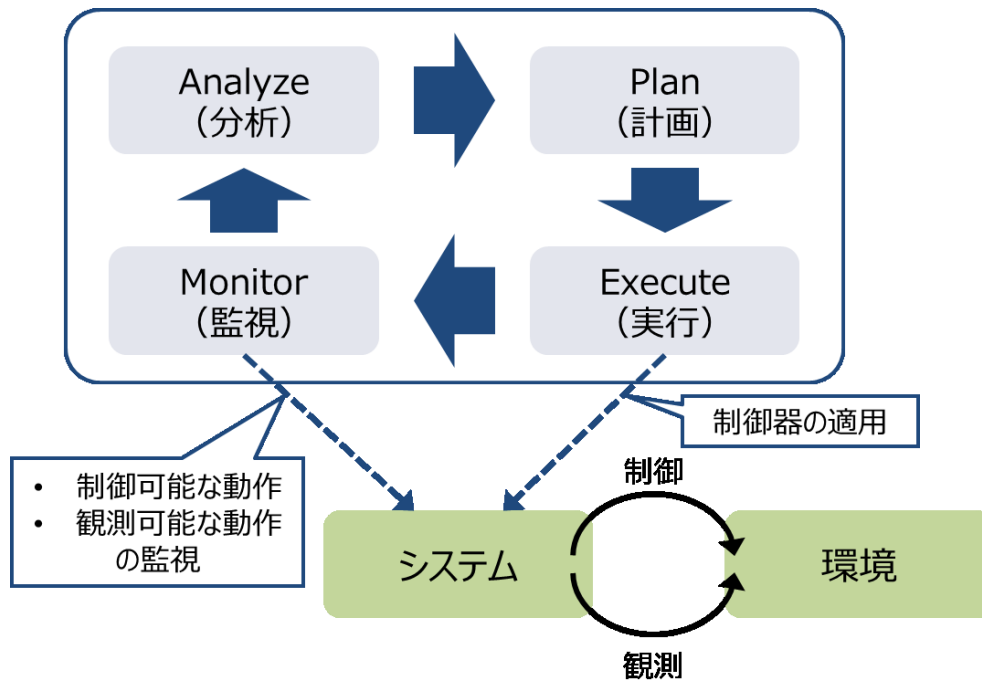 Analyze
（分析）
Plan
（計画）
Monitor
（監視）
Execute
（実行）
制御器の適用
• 制御可能な動作
• 観測可能な動作
の監視
制御
システム
環境
観測